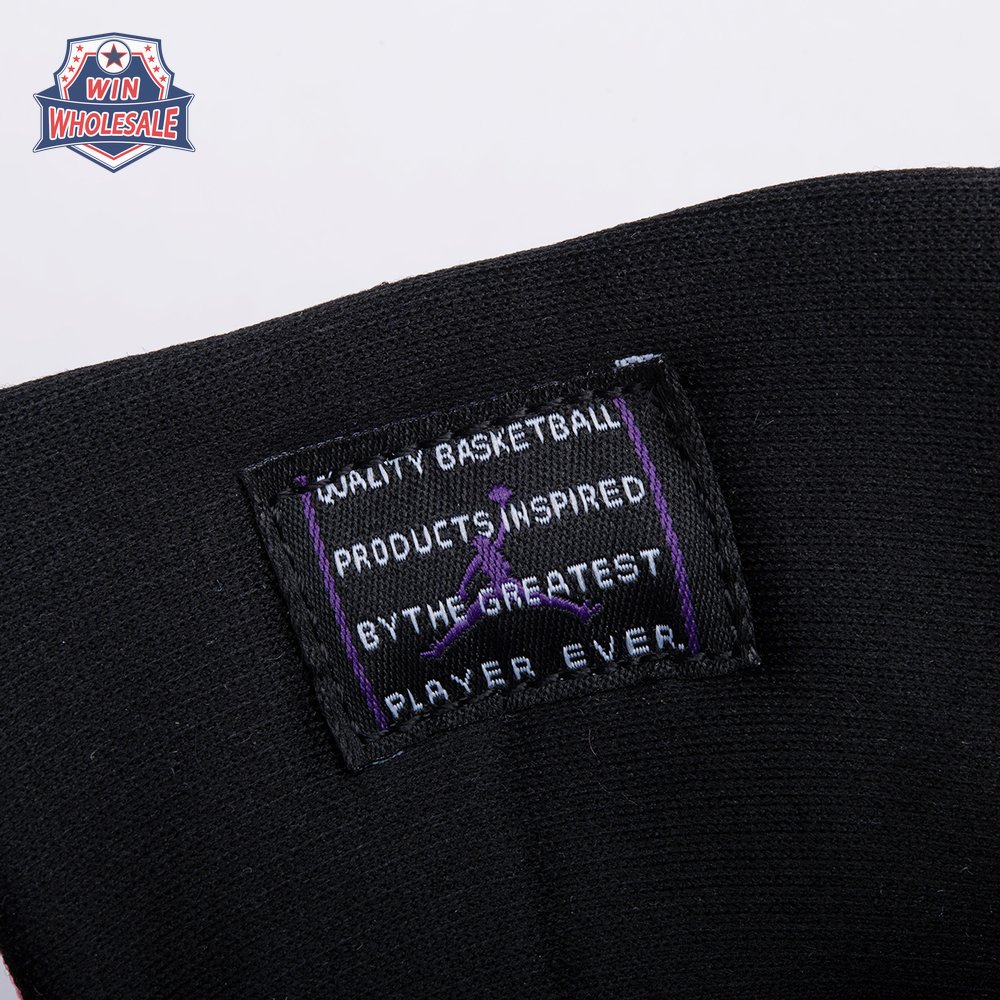 WIN
WHOLESALE
QUALITY BASKETBALL
PRODUCTS INSPIRED
BY THE GREATEST
PLAYER EVER.